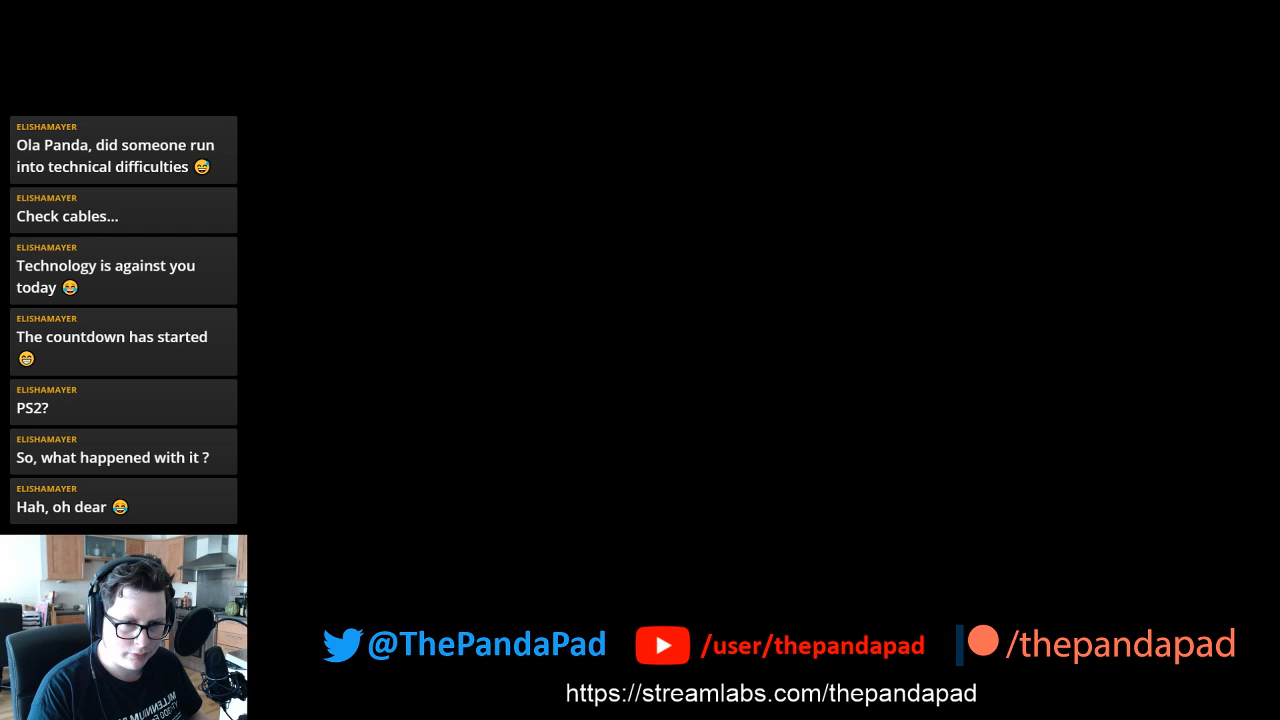 ELISHAMAYER
Ola Panda, did someone run
into technical difficulties 😅
ELISHAMAYER
Check cables...
ELISHAMAYER
Technology is against you
today 😂
ELISHAMAYER
The countdown has started
😁
ELISHAMAYER
PS2?
ELISHAMAYER
So, what happened with it ?
ELISHAMAYER
Hah, oh dear 😂
@ThePandaPad
/user/thepandapad
/thepandapad
https://streamlabs.com/thepandapad